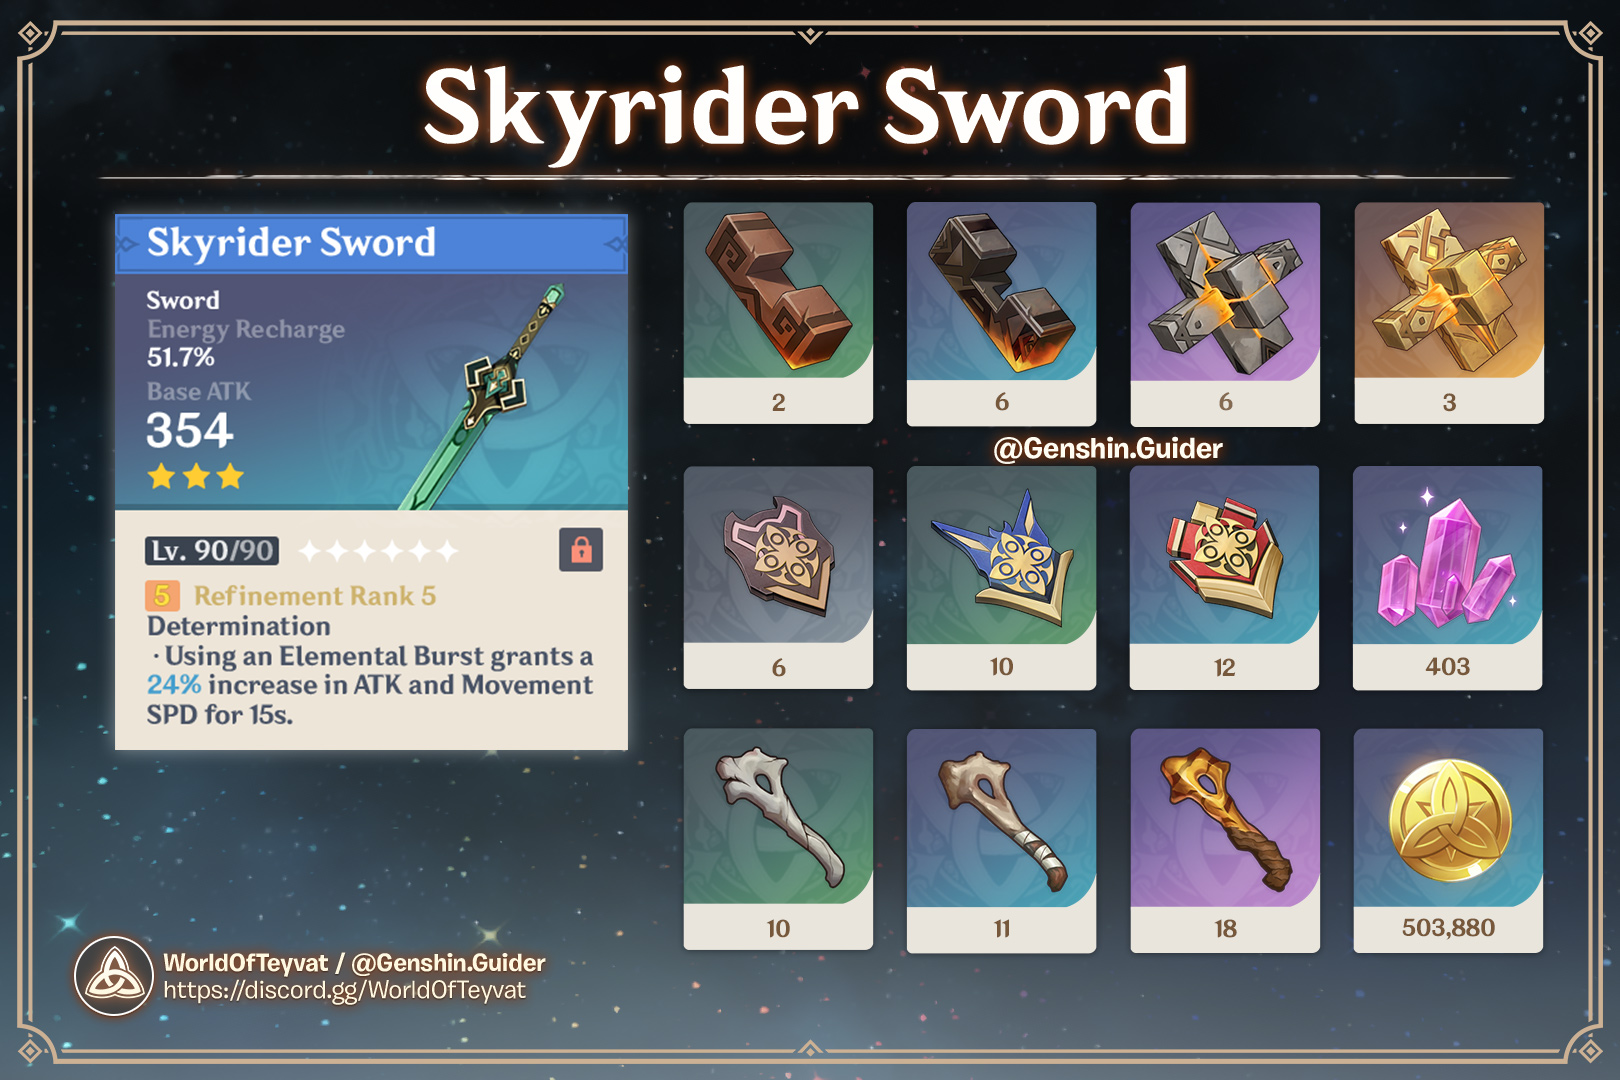 Skyrider Sword
Skyrider Sword
Sword
Energy Recharge
51.7%
Base ATK
354
Lv. 90/90
5 Refinement Rank 5
Determination
· Using an Elemental Burst grants a
24% increase in ATK and Movement
SPD for 15s.
2
6
6
3
@Genshin.Guider
6
10
12
403
10
11
18
503,880
WorldOfTeyvat / @Genshin.Guider
https://discord.gg/WorldOfTeyvat